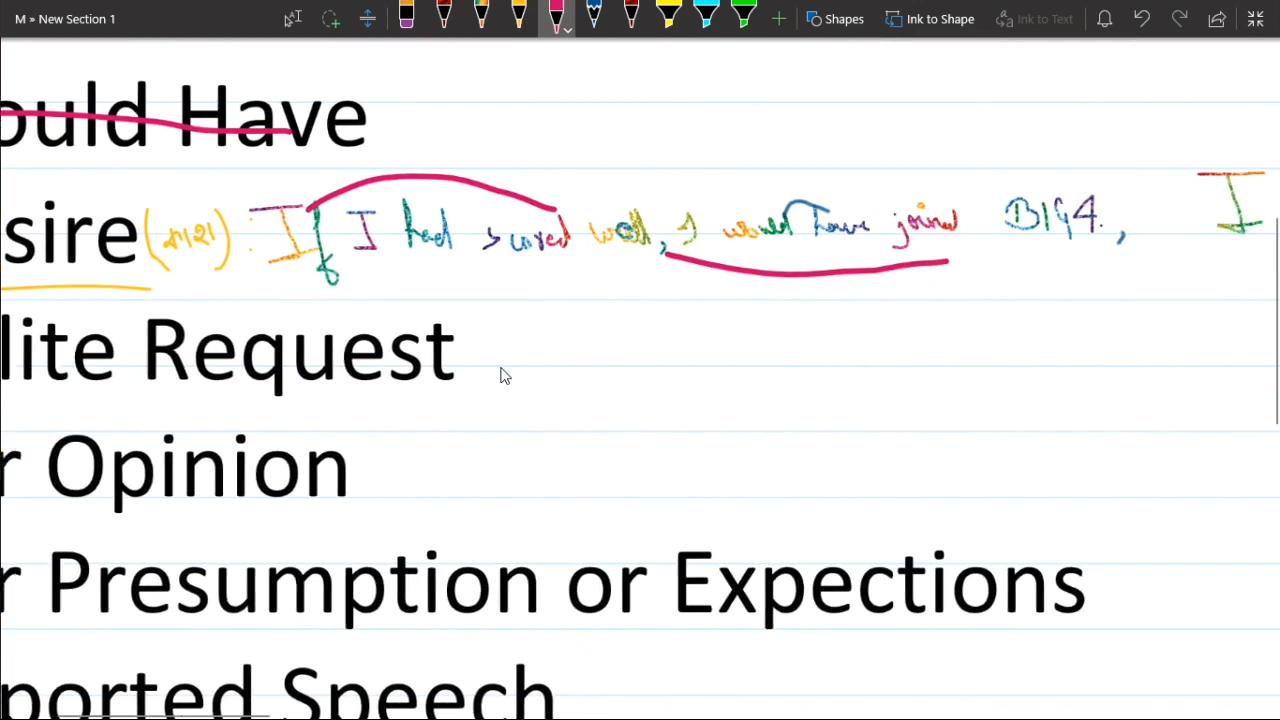 M » New Section 1 Shapes Ink to Shape Ink to Text
ould Have
sire : If I had scored well, I would have joined BIG4. , I
lite Request
r Opinion
r Presumption or Expections
ported Speech